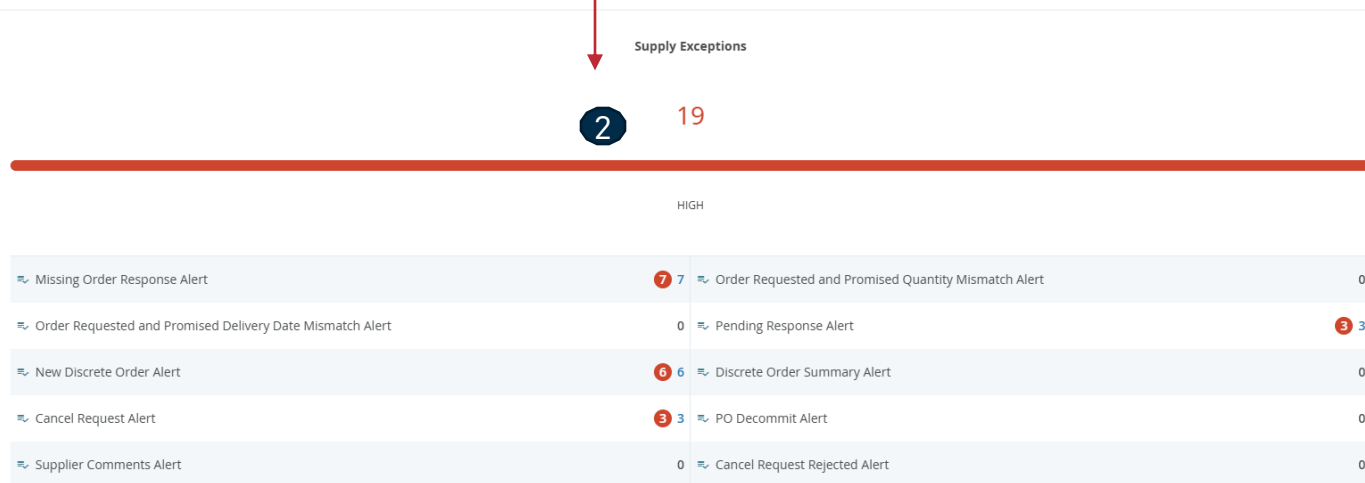 Supply Exceptions
2
19
HIGH
Missing Order Response Alert 7 7 Order Requested and Promised Quantity Mismatch Alert 0
Order Requested and Promised Delivery Date Mismatch Alert 0 Pending Response Alert 3 3
New Discrete Order Alert 6 6 Discrete Order Summary Alert 0
Cancel Request Alert 3 3 PO Decommit Alert 0
Supplier Comments Alert 0 Cancel Request Rejected Alert 0